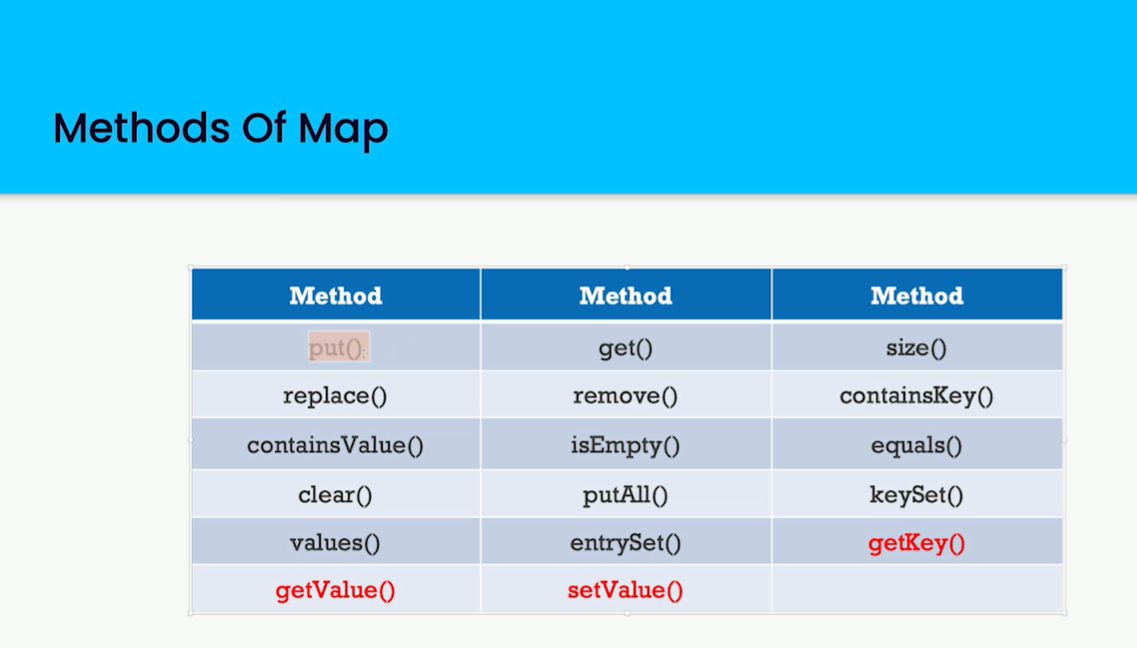 Methods Of Map
Method Method Method
put(); get() size()
replace() remove() containsKey()
containsValue() isEmpty() equals()
clear() putAll() keySet()
values() entrySet() getKey()
getValue() setValue()